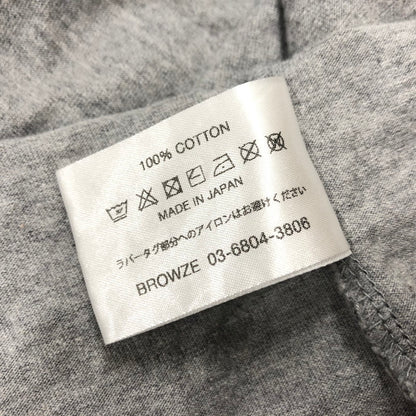 100% COTTON
MADE IN JAPAN
ラバータグ部分へのアイロンはお避けください
BROWZE 03-6804-3806